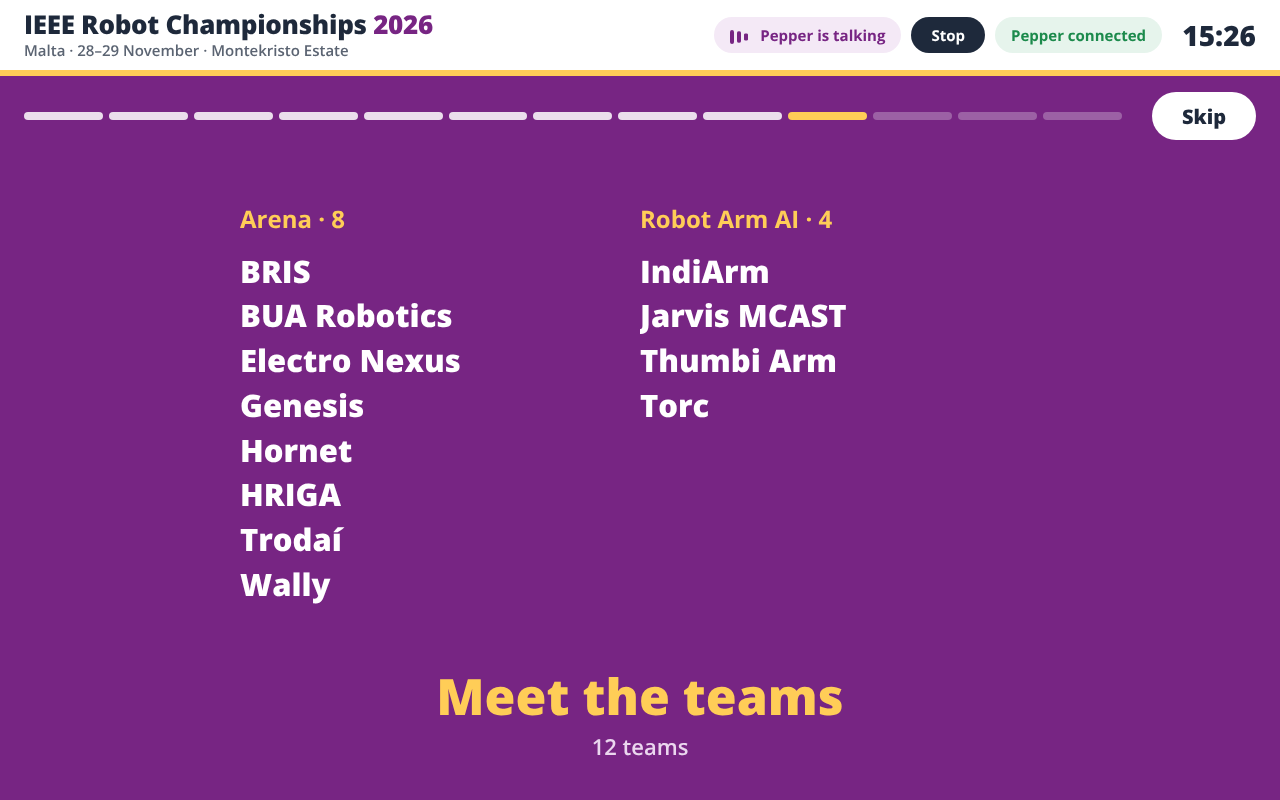 IEEE Robot Championships 2026
Malta · 28–29 November · Montekristo Estate
Pepper is talking
Stop
Pepper connected
15:26
Skip
Arena · 8
BRIS
BUA Robotics
Electro Nexus
Genesis
Hornet
HRIGA
Trodaí
Wally
Robot Arm AI · 4
IndiArm
Jarvis MCAST
Thumbi Arm
Torc
Meet the teams
12 teams